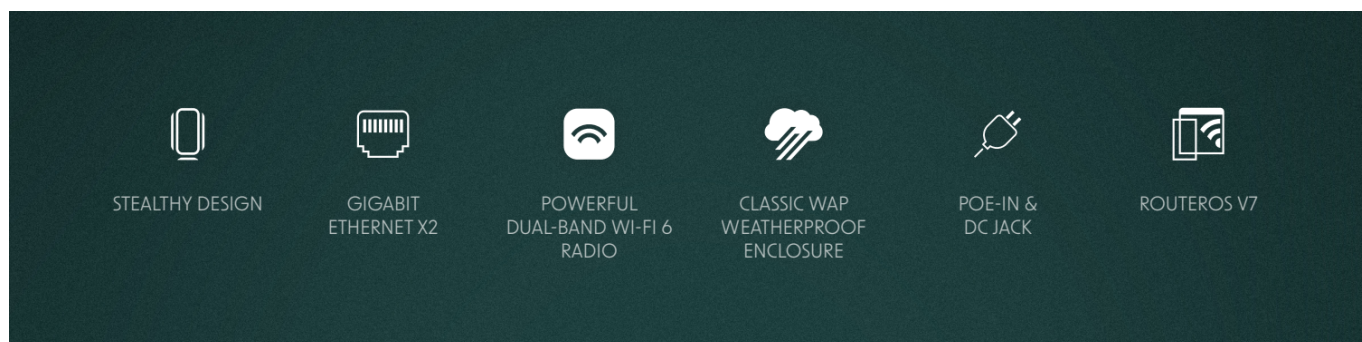 STEALTHY DESIGN
GIGABIT
ETHERNET X2
POWERFUL
DUAL-BAND WI-FI 6
RADIO
CLASSIC WAP
WEATHERPROOF
ENCLOSURE
POE-IN &
DC JACK
ROUTEROS V7